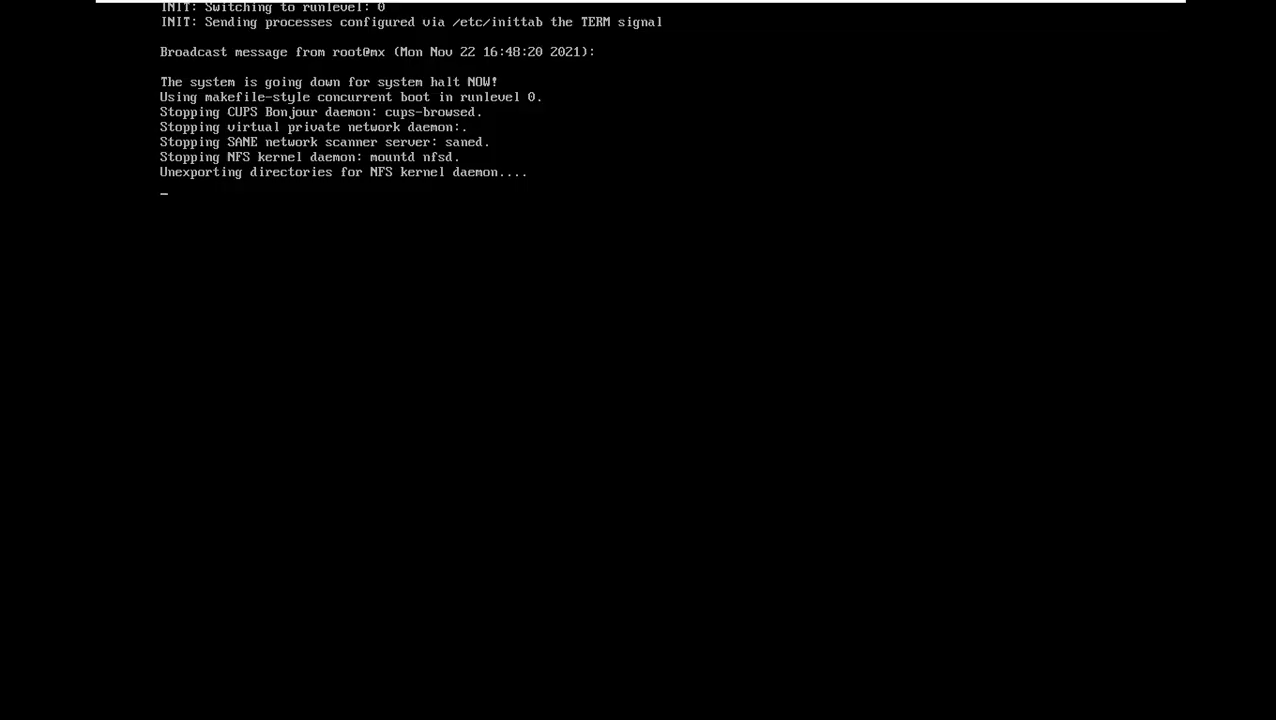 INIT: Switching to runlevel: 0
INIT: Sending processes configured via /etc/inittab the TERM signal
Broadcast message from root@mx (Mon Nov 22 16:48:20 2021):
The system is going down for system halt NOW!
Using makefile-style concurrent boot in runlevel 0.
Stopping CUPS Bonjour daemon: cups-browsed.
Stopping virtual private network daemon:.
Stopping SANE network scanner server: saned.
Stopping NFS kernel daemon: mountd nfsd.
Unexporting directories for NFS kernel daemon....